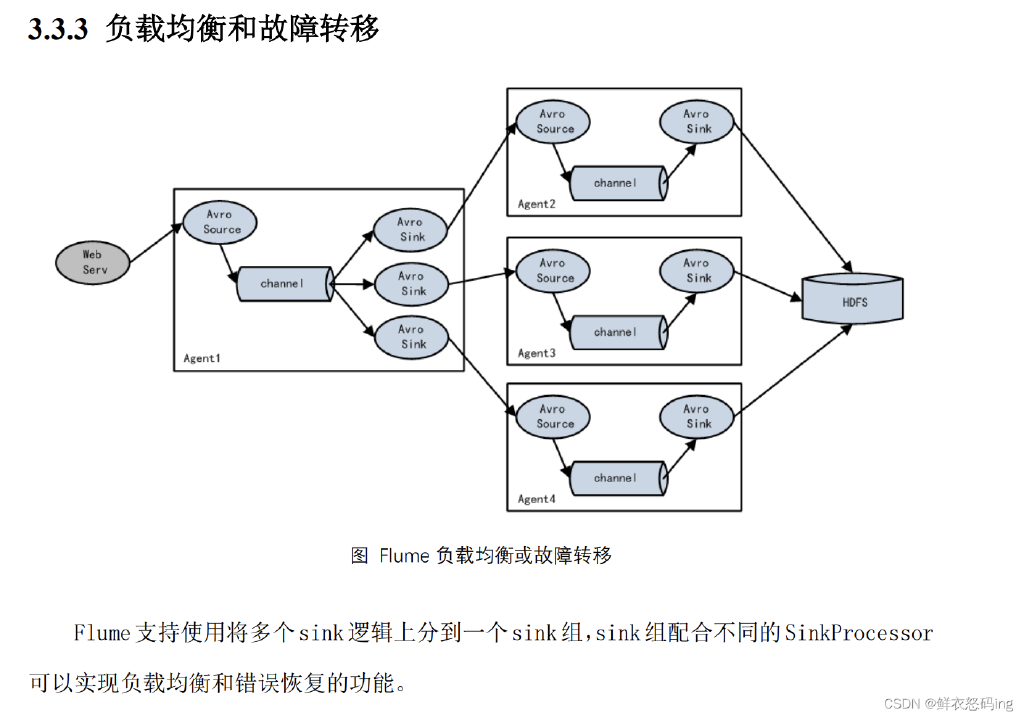 3.3.3 负载均衡和故障转移
Web
Serv
Avro
Source
channel
Avro
Sink
Avro
Sink
Avro
Sink
Agent1
Avro
Source
channel
Avro
Sink
Agent2
Avro
Source
channel
Avro
Sink
Agent3
Avro
Source
channel
Avro
Sink
Agent4
HDFS
图 Flume 负载均衡或故障转移
Flume支持使用将多个sink逻辑上分到一个sink组,sink组配合不同的SinkProcessor
可以实现负载均衡和错误恢复的功能。
CSDN @鲜衣怒码ing